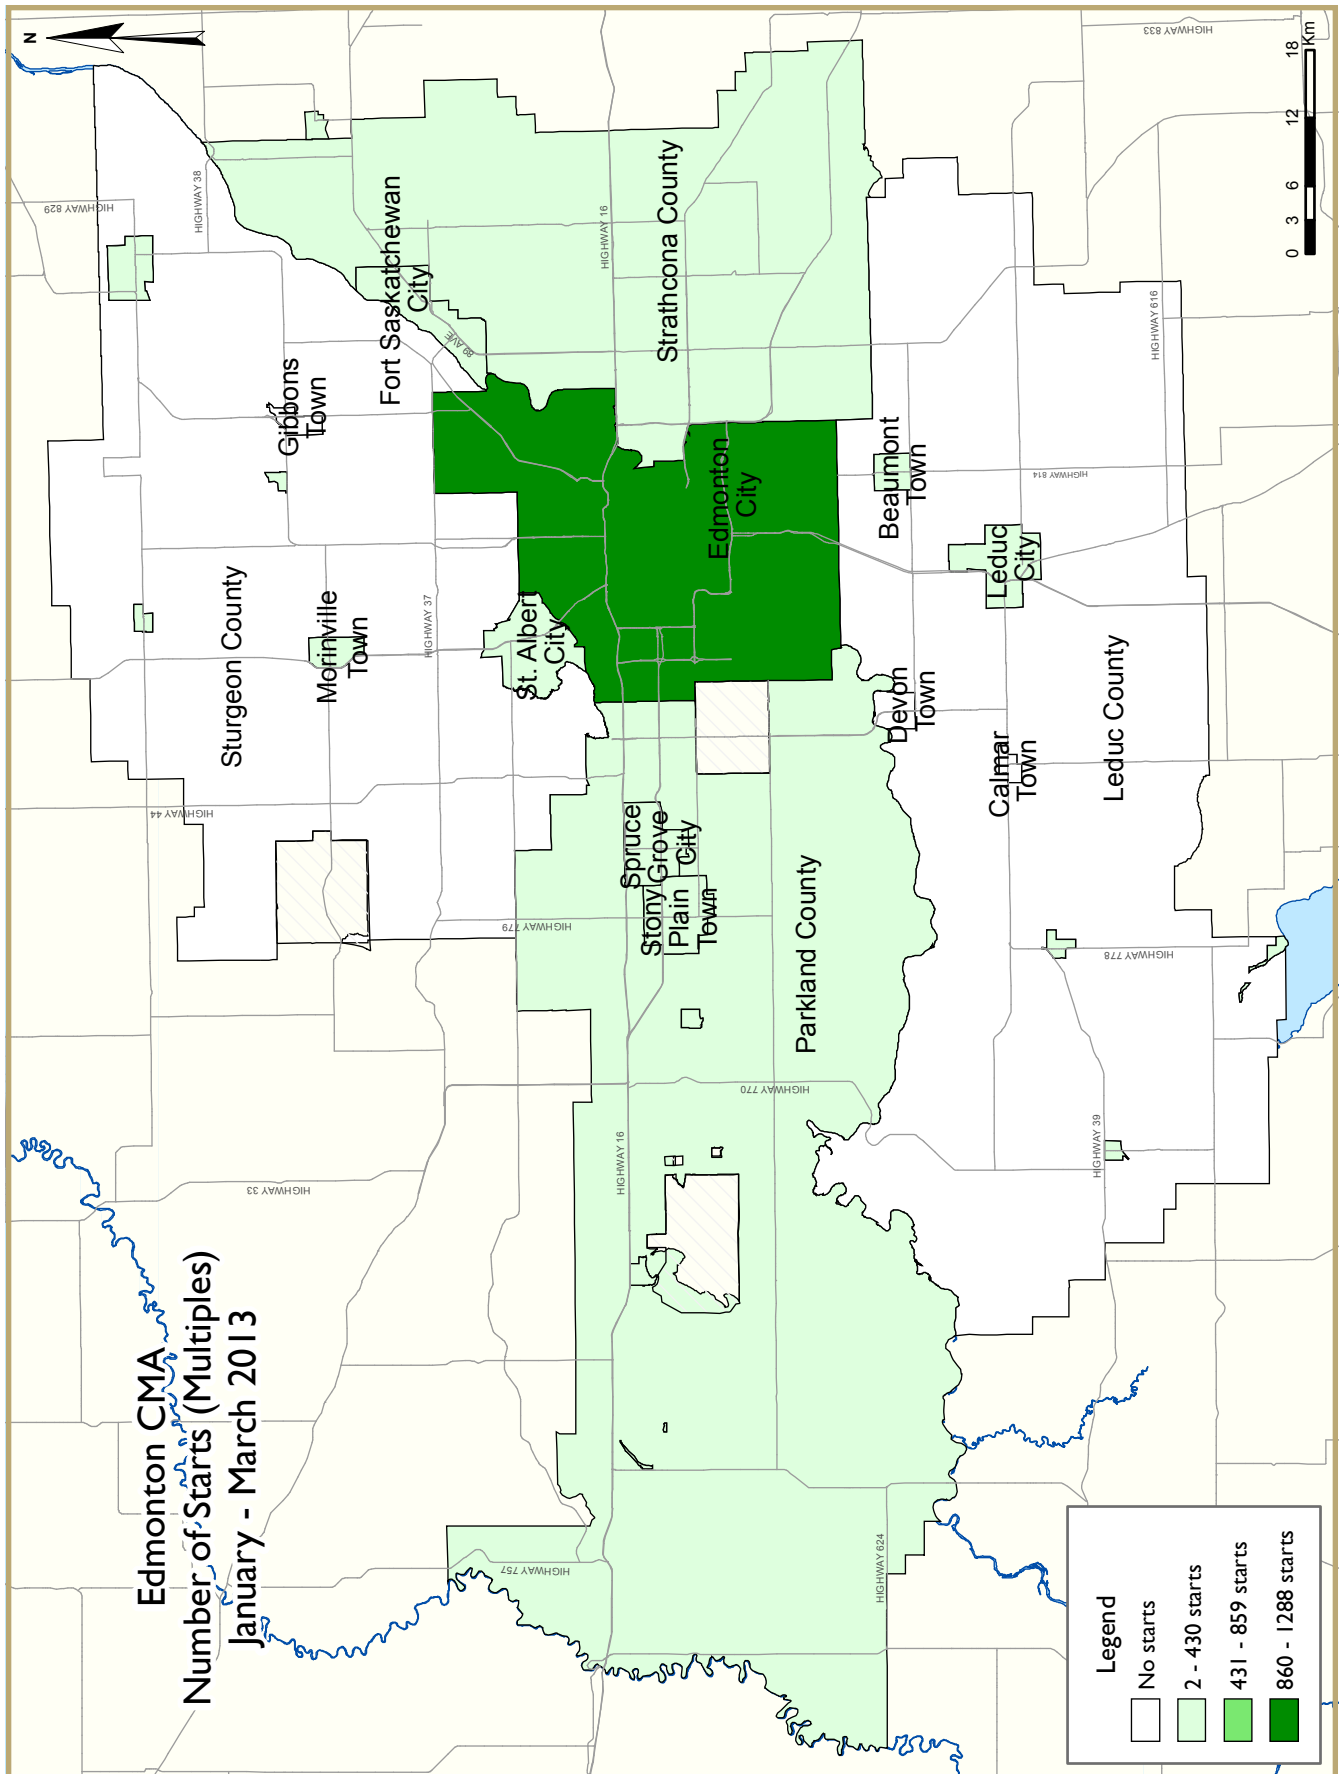 Edmonton CMA
Number of Starts (Multiples)
January - March 2013
N
HIGHWAY 829
HIGHWAY 38
HIGHWAY 833
Gibbons
Town
Fort Saskatchewan
City
89 AVE
HIGHWAY 16
Strathcona County
Sturgeon County
Morinville
Town
HIGHWAY 37
HIGHWAY 44
St. Albert
City
Edmonton
City
Beaumont
Town
HIGHWAY 814
HIGHWAY 616
Leduc
City
Devon
Town
Calmar
Town
Leduc County
Spruce
Grove
City
Stony
Plain
Town
HIGHWAY 779
Parkland County
HIGHWAY 778
HIGHWAY 770
HIGHWAY 33
HIGHWAY 16
HIGHWAY 39
HIGHWAY 757
HIGHWAY 624
0 3 6 12 18
Km
Legend
No starts
2 - 430 starts
431 - 859 starts
860 - 1288 starts